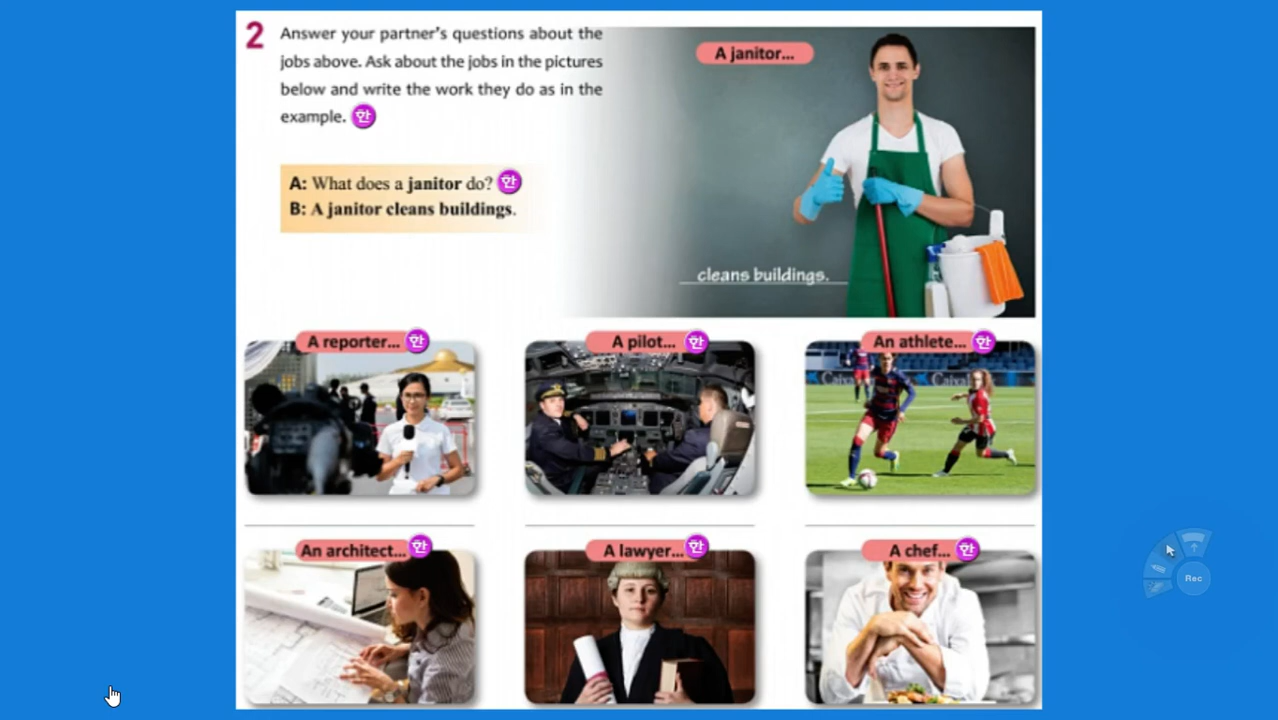 2
Answer your partner's questions about the
jobs above. Ask about the jobs in the pictures
below and write the work they do as in the
example. 한
A: What does a janitor do? 한
B: A janitor cleans buildings.
A janitor...
cleans buildings.
A reporter... 한
A pilot... 한
An athlete... 한
An architect... 한
A lawyer... 한
A chef... 한
Rec